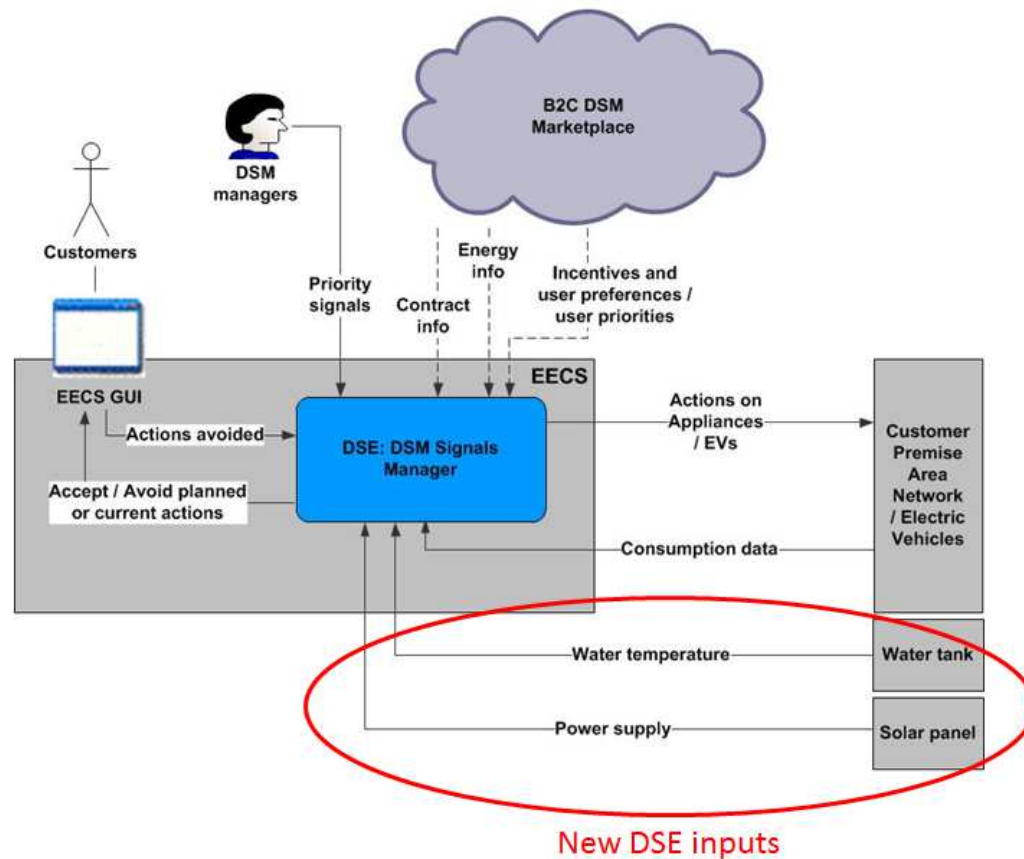 B2C DSM
Marketplace
DSM
managers
Customers
Priority
signals
Contract
info
Energy
info
Incentives and
user preferences /
user priorities
EECS
EECS GUI
Actions avoided
Accept / Avoid planned
or current actions
DSE: DSM Signals
Manager
Actions on
Appliances
/ EVs
Customer
Premise
Area
Network
/ Electric
Vehicles
Consumption data
Water temperature
Water tank
Power supply
Solar panel
New DSE inputs